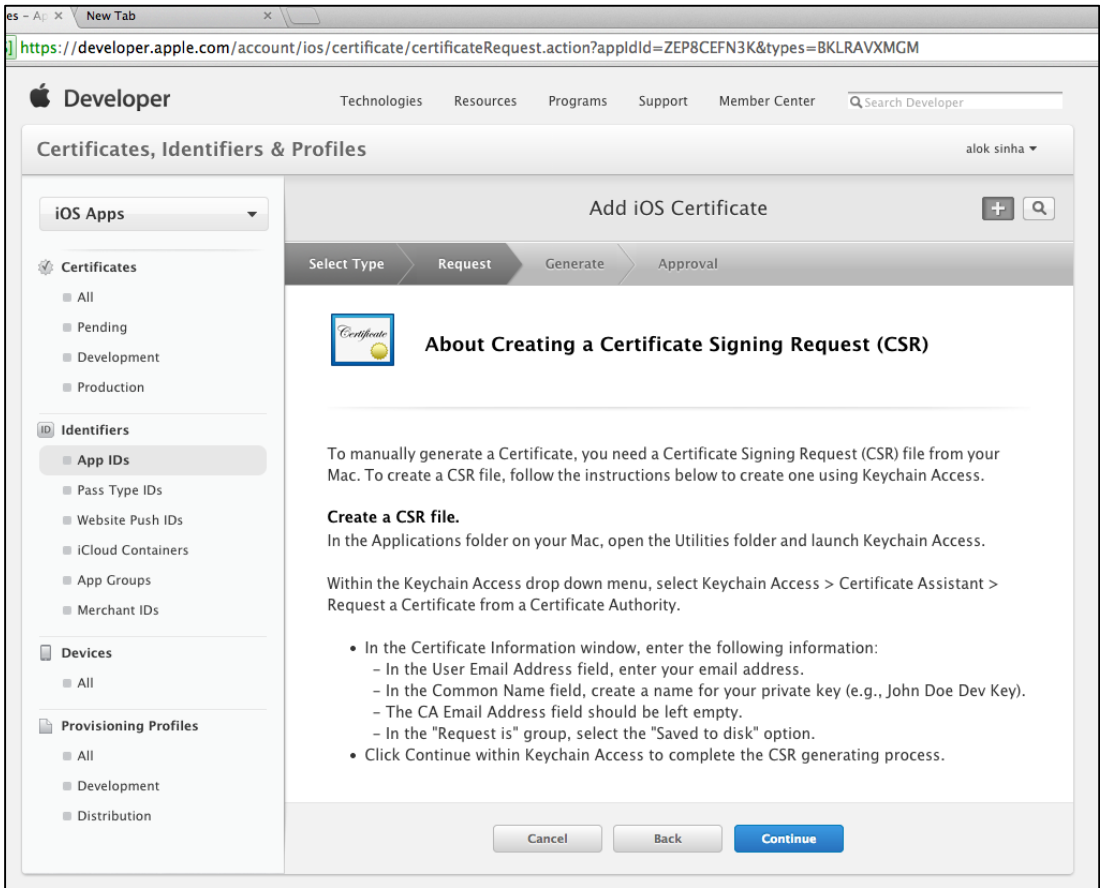 es – Ap
New Tab
https://developer.apple.com/account/ios/certificate/certificateRequest.action?appIdId=ZEP8CEFN3K&types=BKLRAVXMGM
Developer
Technologies
Resources
Programs
Support
Member Center
Search Developer
Certificates, Identifiers & Profiles
alok sinha
iOS Apps
Add iOS Certificate
Certificates
All
Pending
Development
Production
ID Identifiers
App IDs
Pass Type IDs
Website Push IDs
iCloud Containers
App Groups
Merchant IDs
Devices
All
Provisioning Profiles
All
Development
Distribution
Select Type
Request
Generate
Approval
Certificate
About Creating a Certificate Signing Request (CSR)
To manually generate a Certificate, you need a Certificate Signing Request (CSR) file from your
Mac. To create a CSR file, follow the instructions below to create one using Keychain Access.
Create a CSR file.
In the Applications folder on your Mac, open the Utilities folder and launch Keychain Access.
Within the Keychain Access drop down menu, select Keychain Access > Certificate Assistant >
Request a Certificate from a Certificate Authority.
• In the Certificate Information window, enter the following information:
– In the User Email Address field, enter your email address.
– In the Common Name field, create a name for your private key (e.g., John Doe Dev Key).
– The CA Email Address field should be left empty.
– In the "Request is" group, select the "Saved to disk" option.
• Click Continue within Keychain Access to complete the CSR generating process.
Cancel
Back
Continue